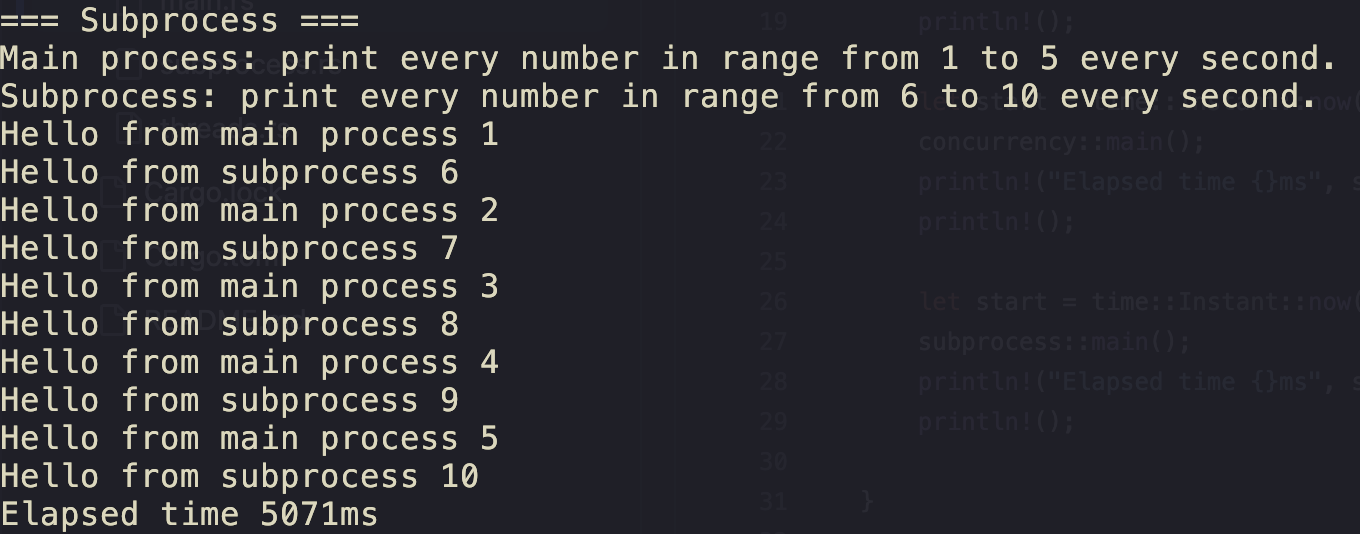 === Subprocess ===
Main process: print every number in range from 1 to 5 every second.
Subprocess: print every number in range from 6 to 10 every second.
Hello from main process 1
Hello from subprocess 6
Hello from main process 2
Hello from subprocess 7
Hello from main process 3
Hello from subprocess 8
Hello from main process 4
Hello from subprocess 9
Hello from main process 5
Hello from subprocess 10
Elapsed time 5071ms
main.rs
Cargo.lock
19 println!();
22 concurrency::main();
23 println!("Elapsed time {}ms", s
24 println!();
25
26 let start = time::Instant::now(
27 subprocess::main();
28 println!("Elapsed time {}ms", s
29 println!();
30
31 }